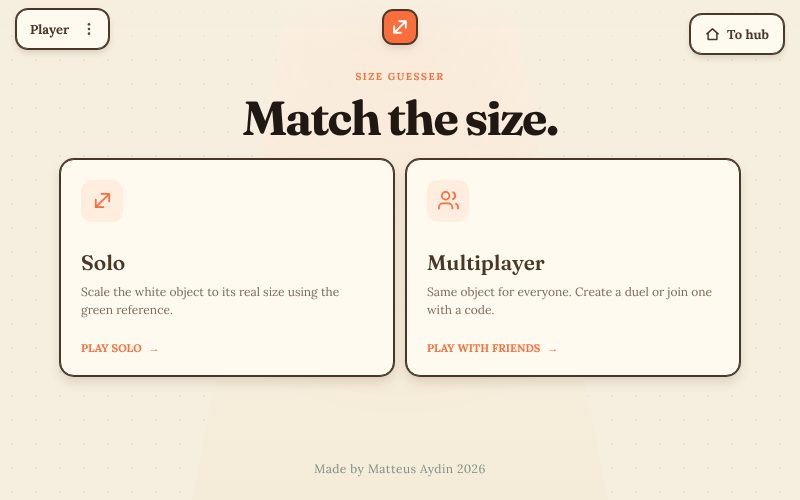 Player
To hub
SIZE GUESSER
Match the size.
Solo
Scale the white object to its real size using the
green reference.
PLAY SOLO →
Multiplayer
Same object for everyone. Create a duel or join one
with a code.
PLAY WITH FRIENDS →
Made by Matteus Aydin 2026